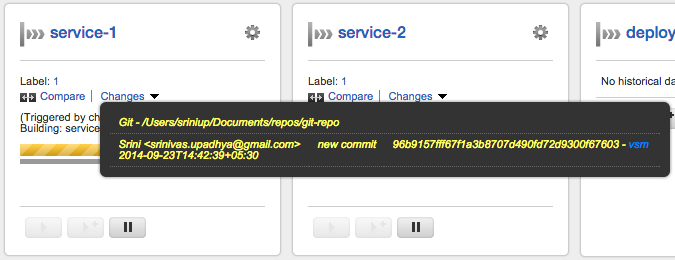 service-1
service-2
deploy
Label: 1
Label: 1
No historical da
Compare | Changes
Compare | Changes
(Triggered by ch
Building: service
Git - /Users/sriniup/Documents/repos/git-repo
Srini <srinivas.upadhya@gmail.com> new commit 96b9157fff67f1a3b8707d490fd72d9300f67603 - vsm
2014-09-23T14:42:39+05:30